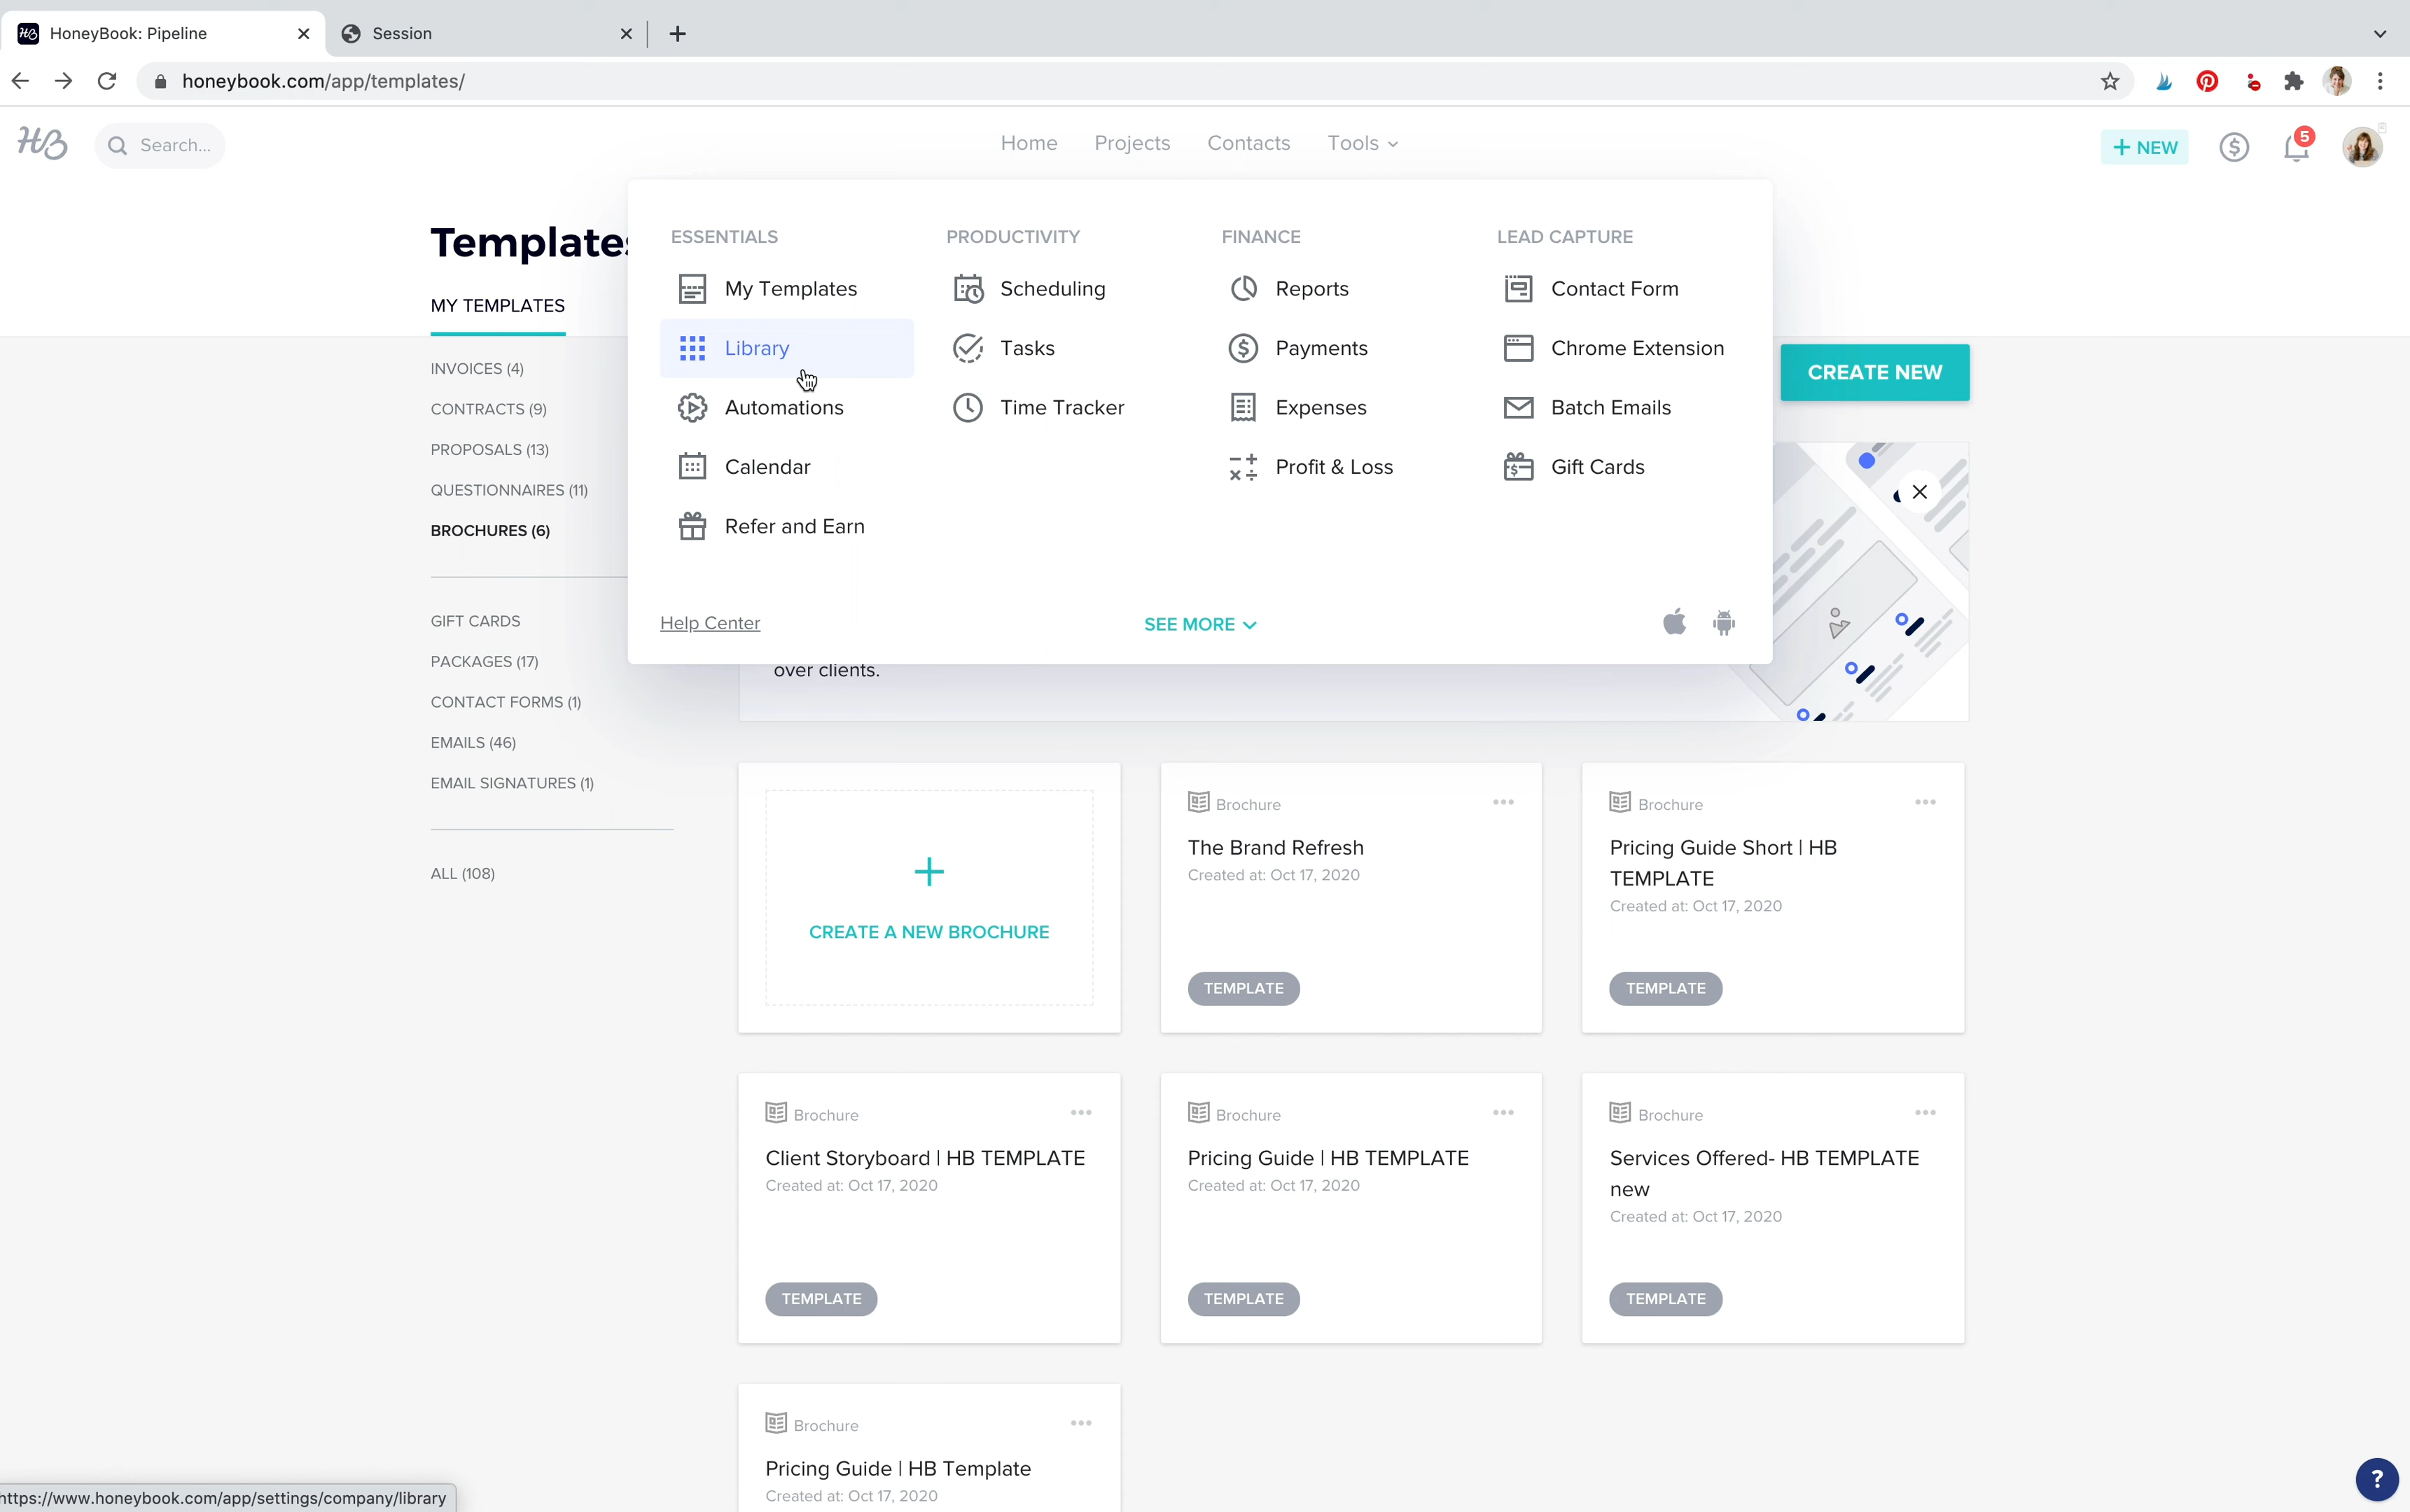 HoneyBook: Pipeline
Session
honeybook.com/app/templates/
HB
Search...
Home
Projects
Contacts
Tools
+ NEW
5
Templates
MY TEMPLATES
INVOICES (4)
CONTRACTS (9)
PROPOSALS (13)
QUESTIONNAIRES (11)
BROCHURES (6)
GIFT CARDS
PACKAGES (17)
CONTACT FORMS (1)
EMAILS (46)
EMAIL SIGNATURES (1)
ALL (108)
ESSENTIALS
My Templates
Library
Automations
Calendar
Refer and Earn
PRODUCTIVITY
Scheduling
Tasks
Time Tracker
FINANCE
Reports
Payments
Expenses
Profit & Loss
LEAD CAPTURE
Contact Form
Chrome Extension
Batch Emails
Gift Cards
Help Center
SEE MORE
CREATE NEW
over clients.
CREATE A NEW BROCHURE
Brochure
The Brand Refresh
Created at: Oct 17, 2020
TEMPLATE
Brochure
Pricing Guide Short | HB
TEMPLATE
Created at: Oct 17, 2020
TEMPLATE
Brochure
Client Storyboard | HB TEMPLATE
Created at: Oct 17, 2020
TEMPLATE
Brochure
Pricing Guide | HB TEMPLATE
Created at: Oct 17, 2020
TEMPLATE
Brochure
Services Offered- HB TEMPLATE
new
Created at: Oct 17, 2020
TEMPLATE
Brochure
Pricing Guide | HB Template
Created at: Oct 17, 2020
https://www.honeybook.com/app/settings/company/library
?